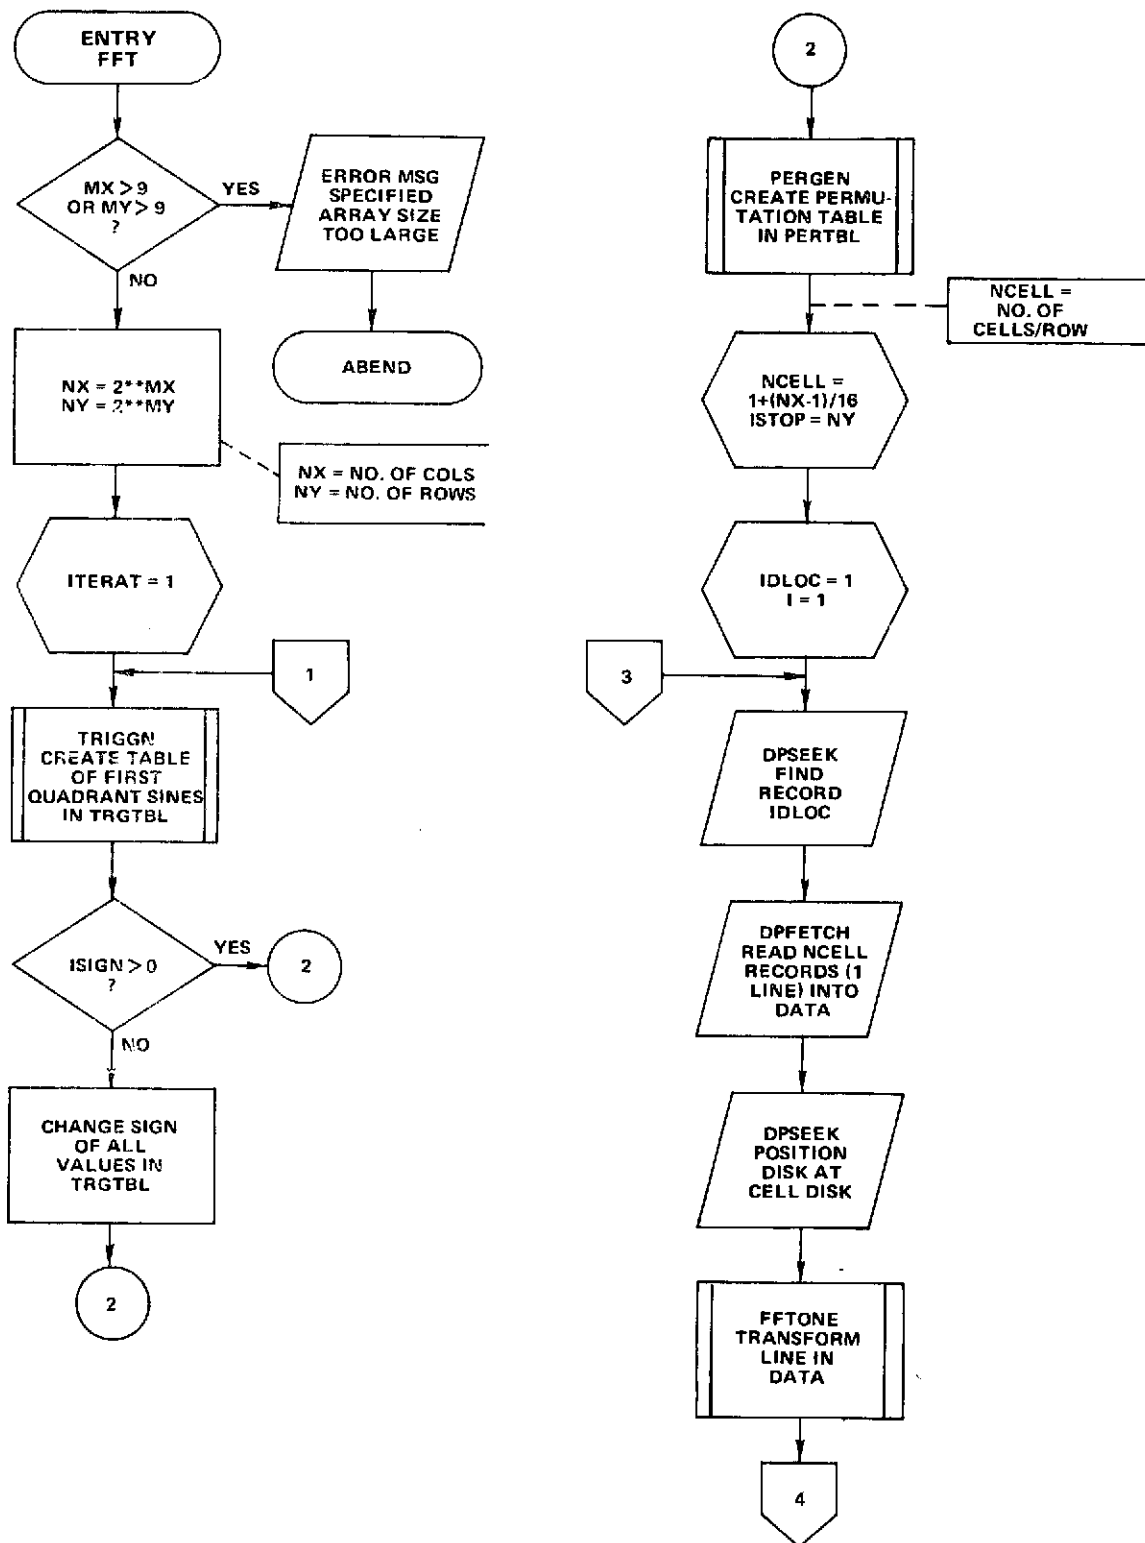 ENTRY
FFT
MX > 9
OR MY > 9
?
YES
NO
ERROR MSG
SPECIFIED
ARRAY SIZE
TOO LARGE
ABEND
NX = 2**MX
NY = 2**MY
NX = NO. OF COLS
NY = NO. OF ROWS
ITERAT = 1
1
TRIGGN
CREATE TABLE
OF FIRST
QUADRANT SINES
IN TRGTBL
ISIGN > 0
?
YES
2
NO
CHANGE SIGN
OF ALL
VALUES IN
TRGTBL
2
2
PERGEN
CREATE PERMU-
TATION TABLE
IN PERTBL
NCELL =
NO. OF
CELLS/ROW
NCELL =
1+(NX-1)/16
ISTOP = NY
IDLOC = 1
I = 1
3
DPSEEK
FIND
RECORD
IDLOC
DPFETCH
READ NCELL
RECORDS (1
LINE) INTO
DATA
DPSEEK
POSITION
DISK AT
CELL DISK
FFTONE
TRANSFORM
LINE IN
DATA
4